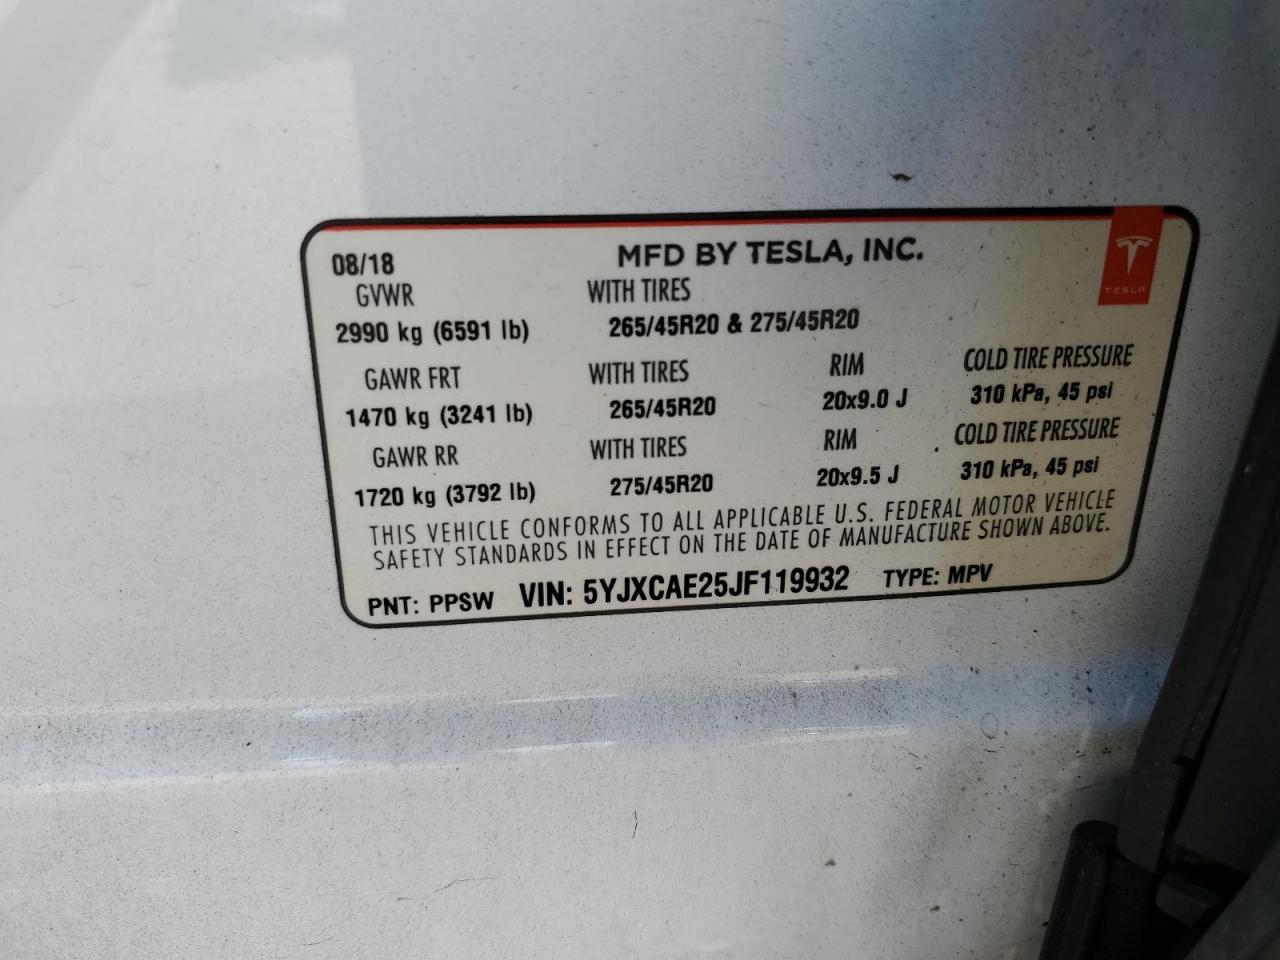 08/18 MFD BY TESLA, INC.
TESLA
GVWR WITH TIRES
2990 kg (6591 lb) 265/45R20 & 275/45R20
GAWR FRT WITH TIRES RIM COLD TIRE PRESSURE
1470 kg (3241 lb) 265/45R20 20x9.0 J 310 kPa, 45 psi
GAWR RR WITH TIRES RIM COLD TIRE PRESSURE
1720 kg (3792 lb) 275/45R20 20x9.5 J 310 kPa, 45 psi
THIS VEHICLE CONFORMS TO ALL APPLICABLE U.S. FEDERAL MOTOR VEHICLE
SAFETY STANDARDS IN EFFECT ON THE DATE OF MANUFACTURE SHOWN ABOVE.
PNT: PPSW VIN: 5YJXCAE25JF119932 TYPE: MPV